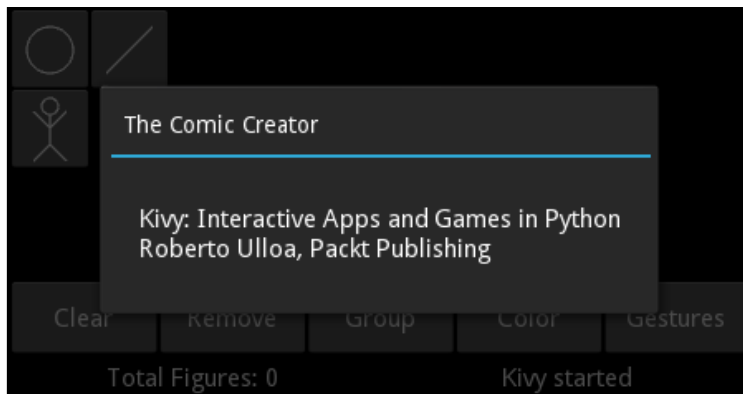 The Comic Creator
Kivy: Interactive Apps and Games in Python
Roberto Ulloa, Packt Publishing
Clear Remove Group Color Gestures
Total Figures: 0 Kivy started